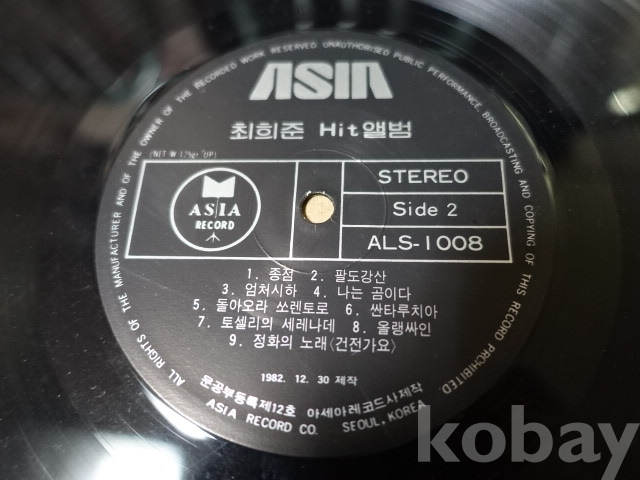 ALL RIGHTS OF THE MANUFACTURER AND OF THE OWNER OF THE RECORDED WORK RESERVED UNAUTHORISED PUBLIC PERFORMANCE, BROADCASTING AND COPYING OF THIS RECORD PROHIBITED.
ASIA
최희준 Hit앨범
ASIA
RECORD
STEREO
Side 2
ALS-1008
1. 종점 2. 팔도강산
3. 엄처시하 4. 나는 곰이다
5. 돌아오라 쏘렌토로 6. 싼타루치아
7. 토셀리의 세레나데 8. 올랭싸인
9. 정화의 노래〈건전가요〉
1982. 12. 30 제작
문공부등록제12호 아세아레코드사제작
ASIA RECORD CO. SEOUL, KOREA
kobay